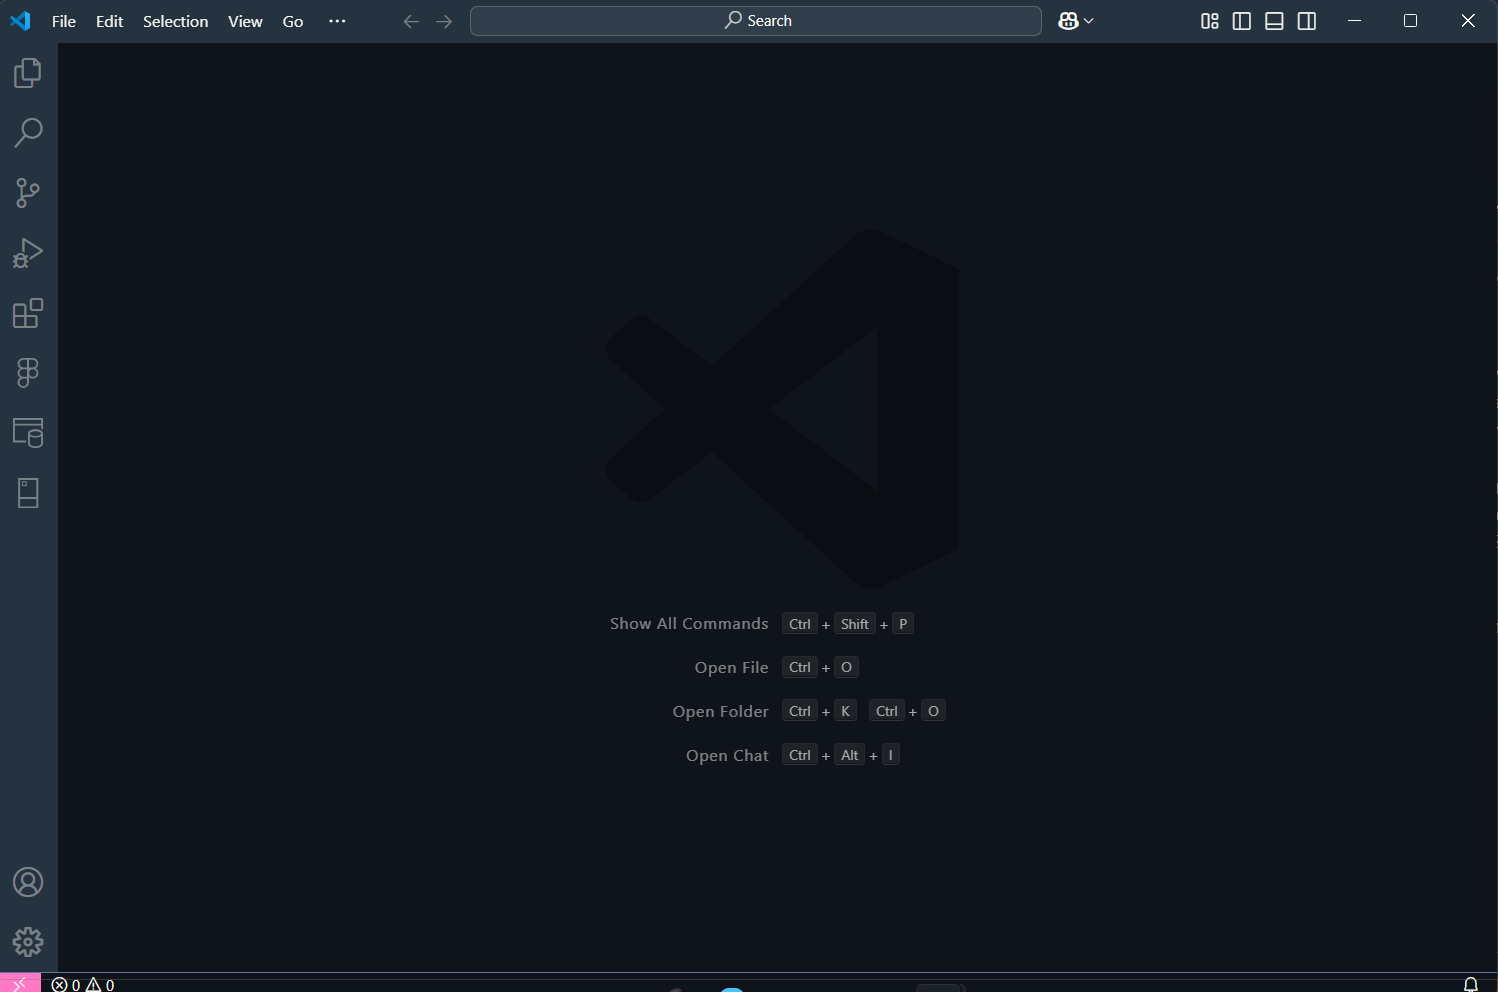 File Edit Selection View Go ···
Search
Show All Commands Ctrl + Shift + P
Open File Ctrl + O
Open Folder Ctrl + K Ctrl + O
Open Chat Ctrl + Alt + I
0 0